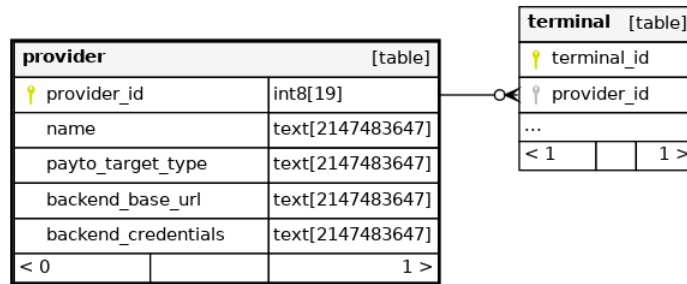 provider [table]
provider_id int8[19]
name text[2147483647]
payto_target_type text[2147483647]
backend_base_url text[2147483647]
backend_credentials text[2147483647]
< 0 1 >
terminal [table]
terminal_id
provider_id
...
< 1 1 >